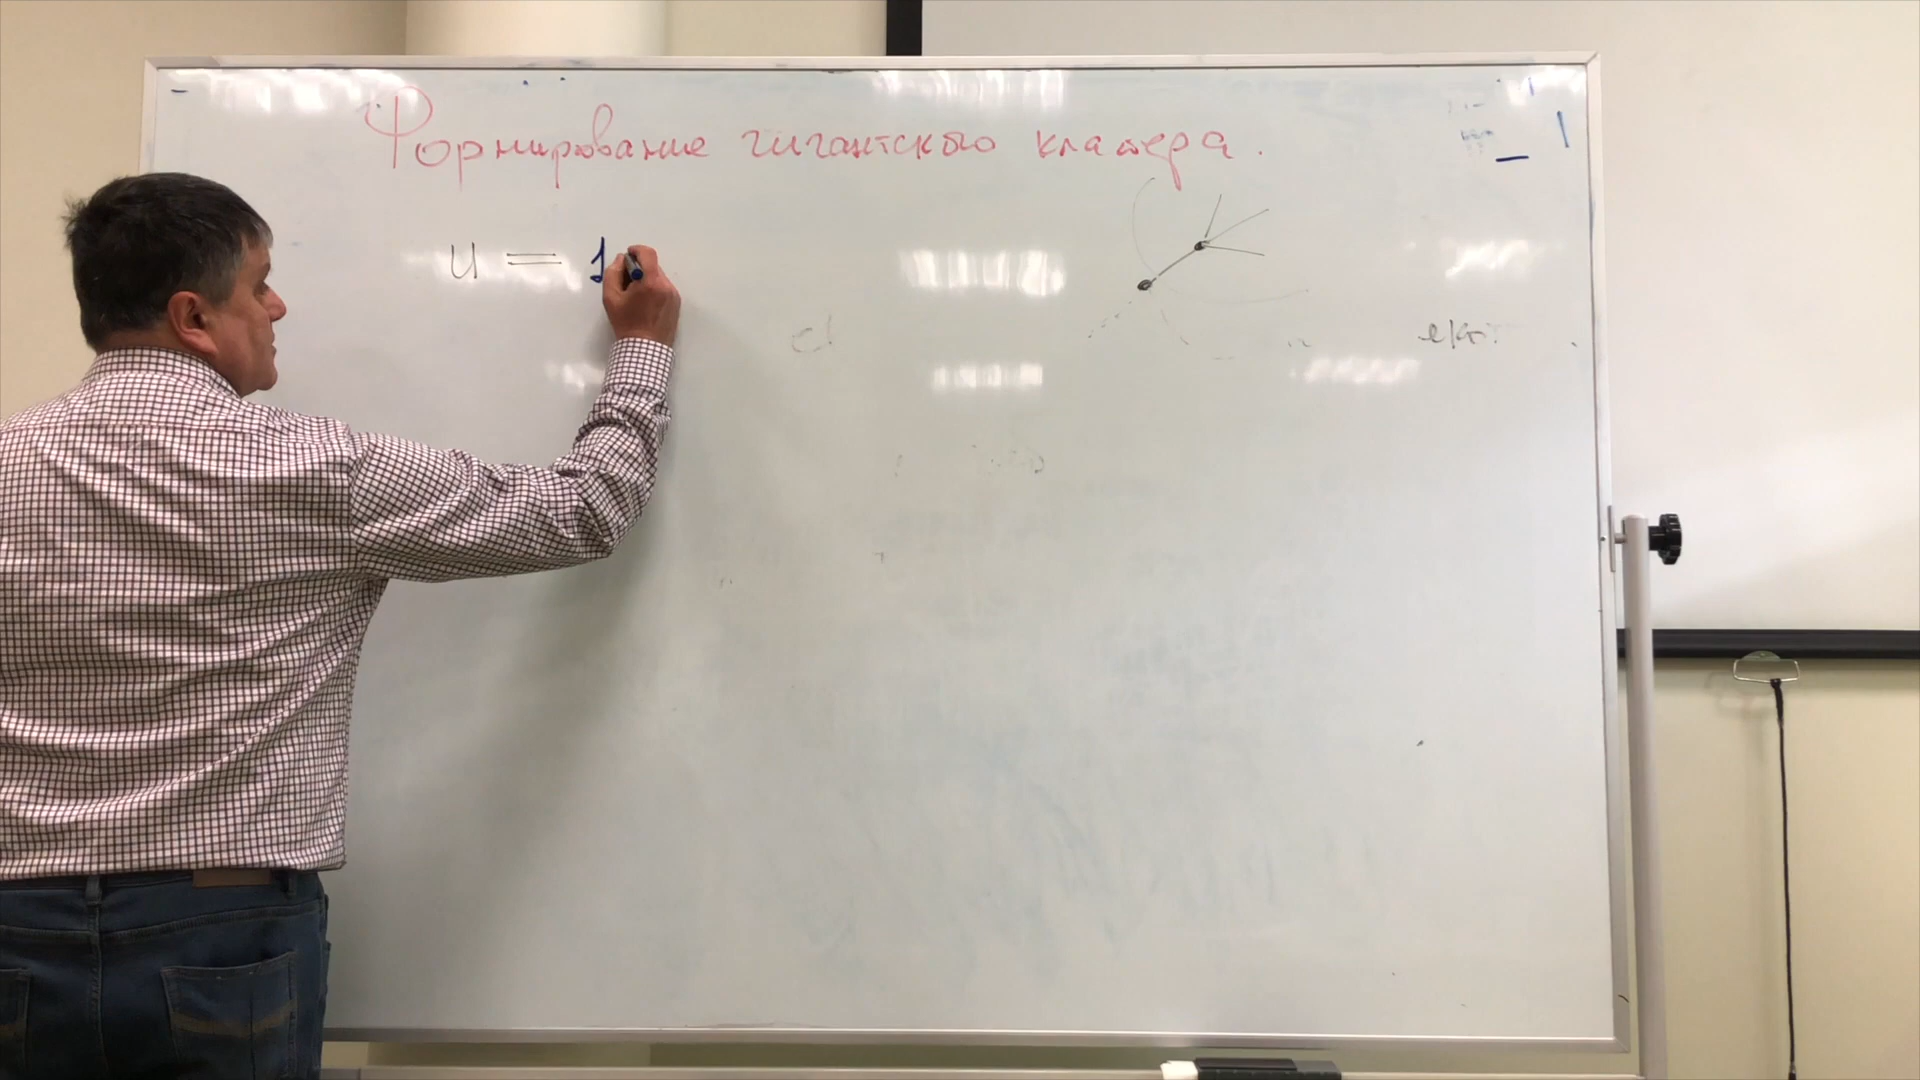 Формирование гигантского кластера.
u = 1